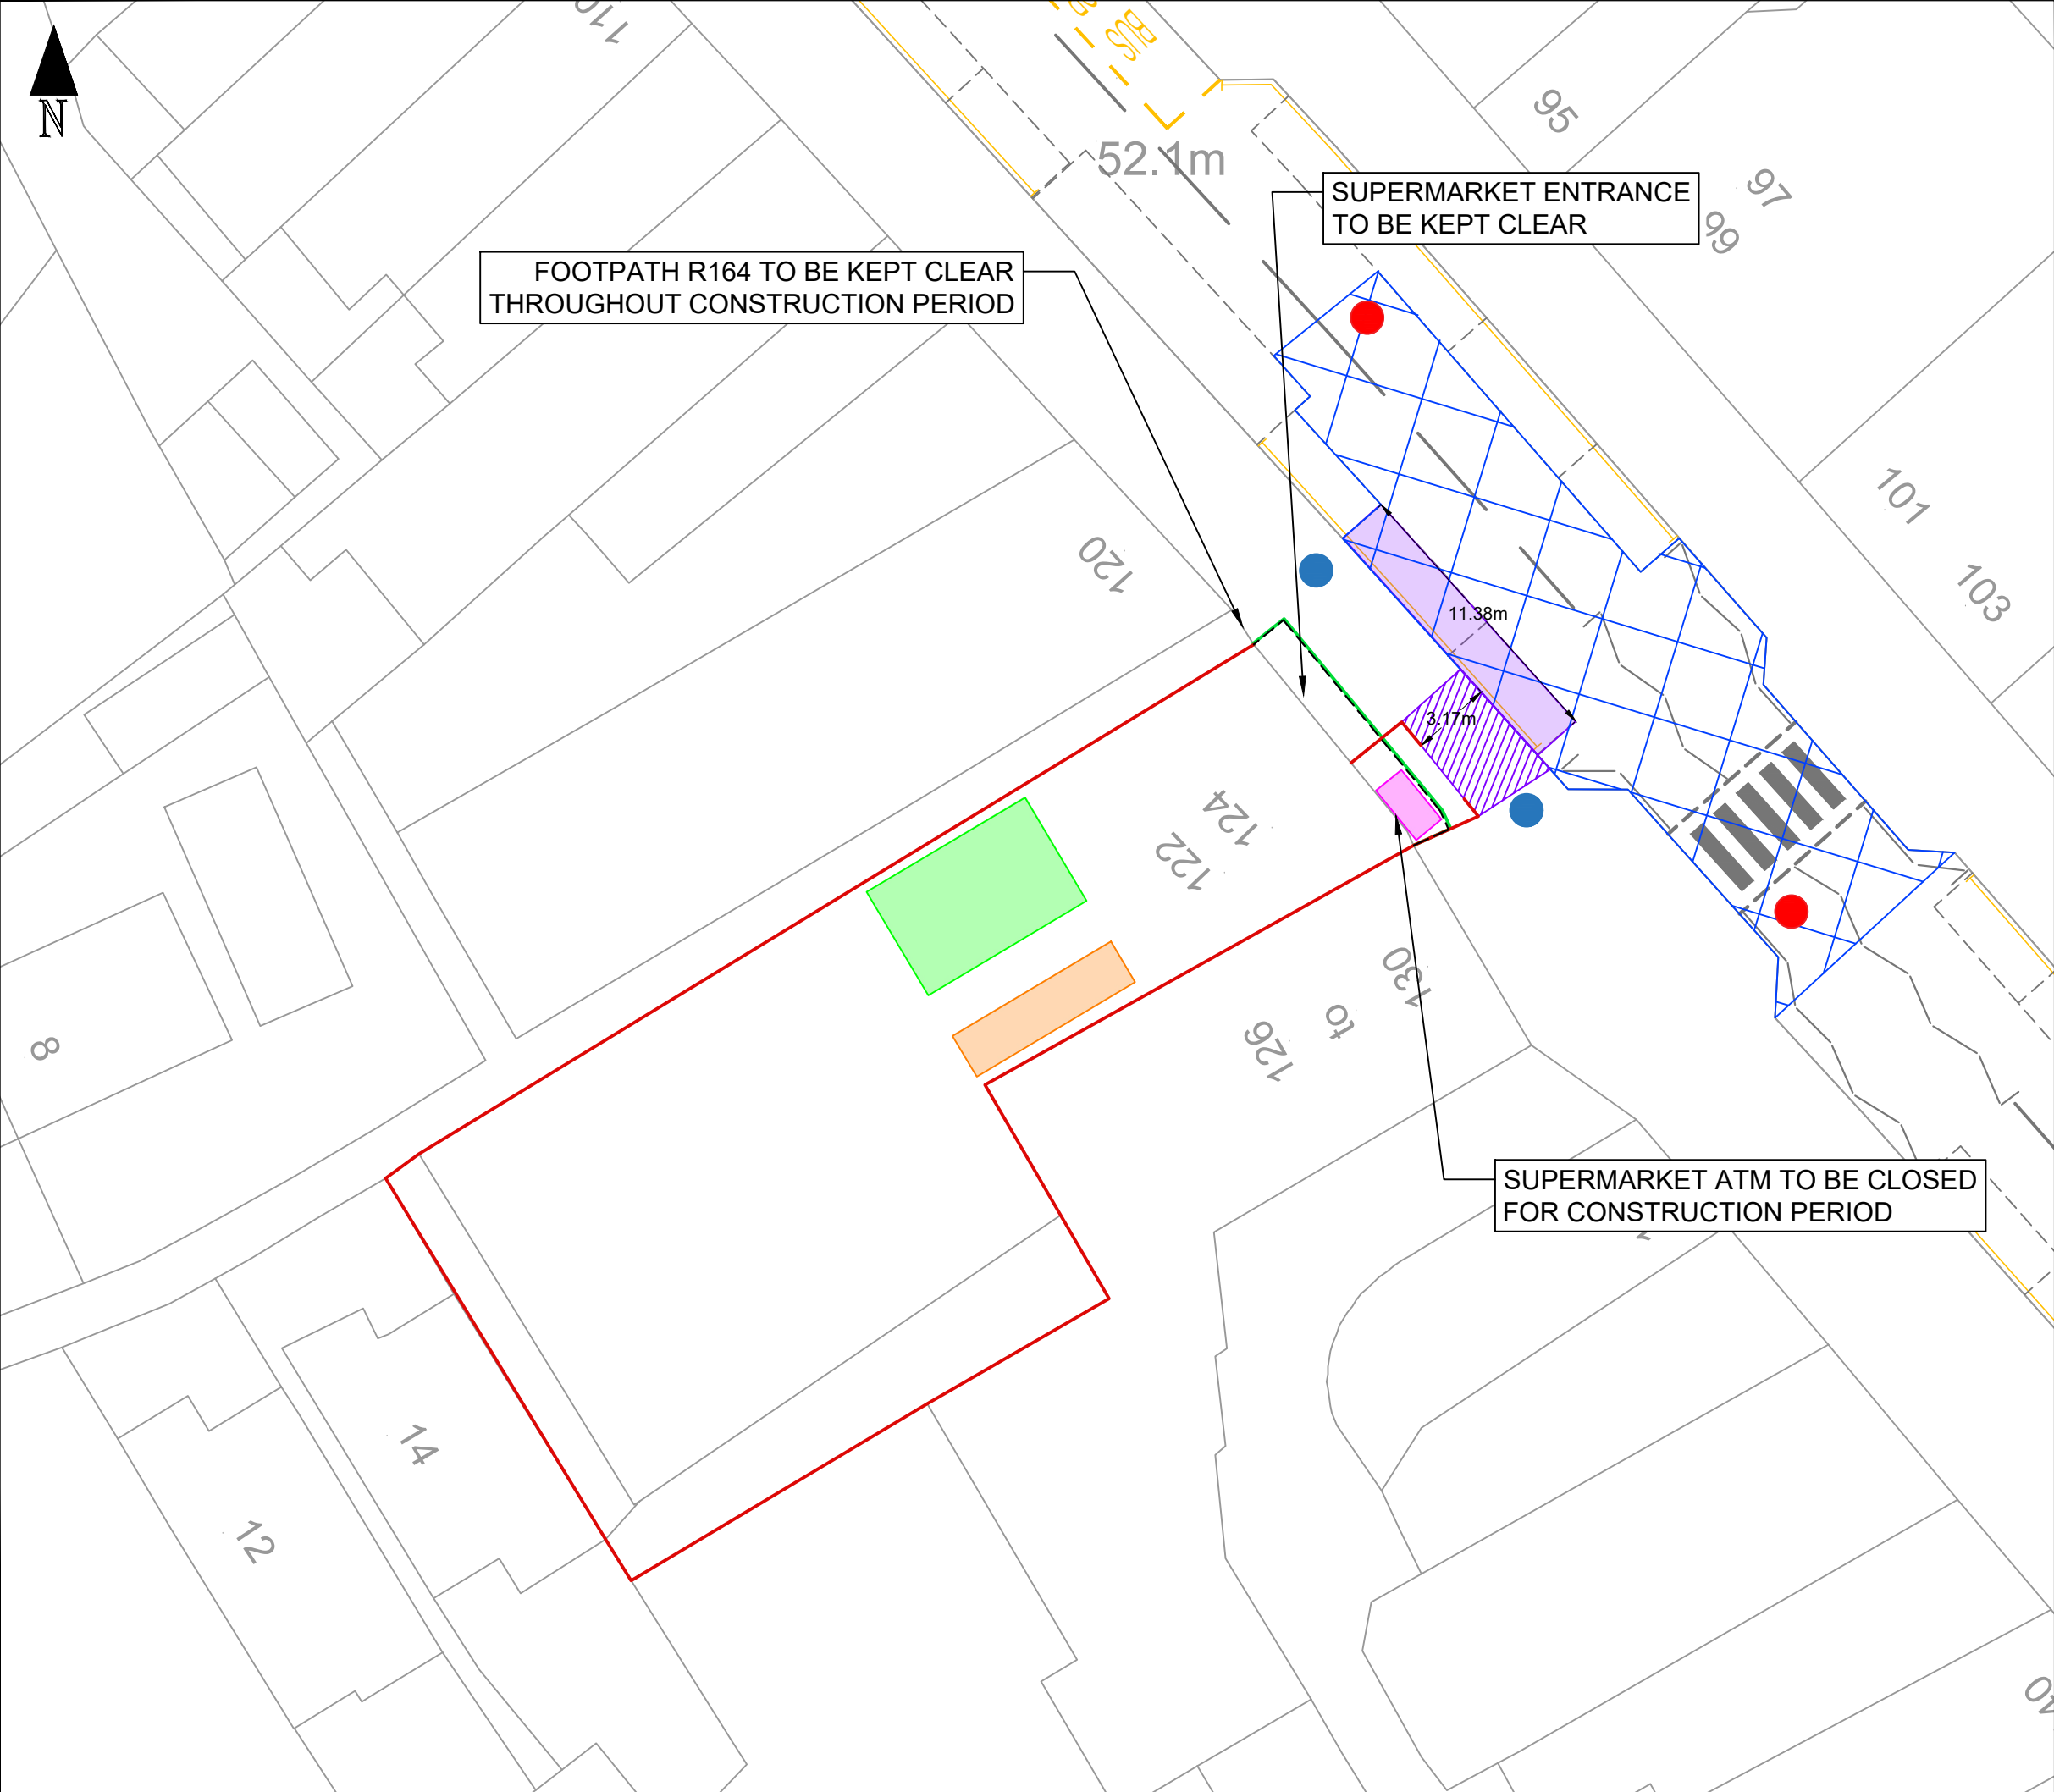 N
110
BUS
52.1m
95
97
99
SUPERMARKET ENTRANCE
TO BE KEPT CLEAR
FOOTPATH R164 TO BE KEPT CLEAR
THROUGHOUT CONSTRUCTION PERIOD
101
103
120
11.38m
3.17m
124
122
130
to
126
8
SUPERMARKET ATM TO BE CLOSED
FOR CONSTRUCTION PERIOD
14
12